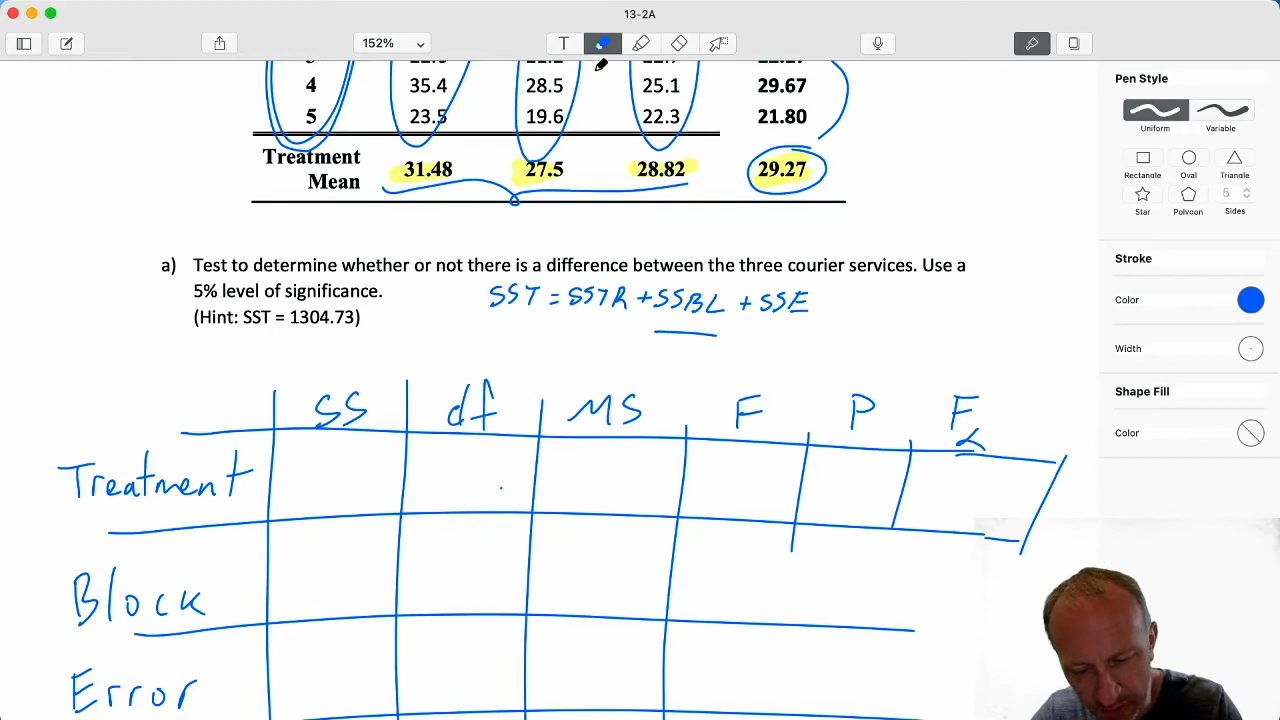 13-2A
152%
T
4 35.4 28.5 25.1 29.67
5 23.5 19.6 22.3 21.80
Treatment
Mean 31.48 27.5 28.82 29.27
a) Test to determine whether or not there is a difference between the three courier services. Use a
5% level of significance.
(Hint: SST = 1304.73)
SST = SSTR + SSBL + SSE
SS df MS F P Fα
Treatment
Block
Error
Pen Style
Uniform Variable
Rectangle Oval Triangle
5
Star Polygon Sides
Stroke
Color
Width
Shape Fill
Color